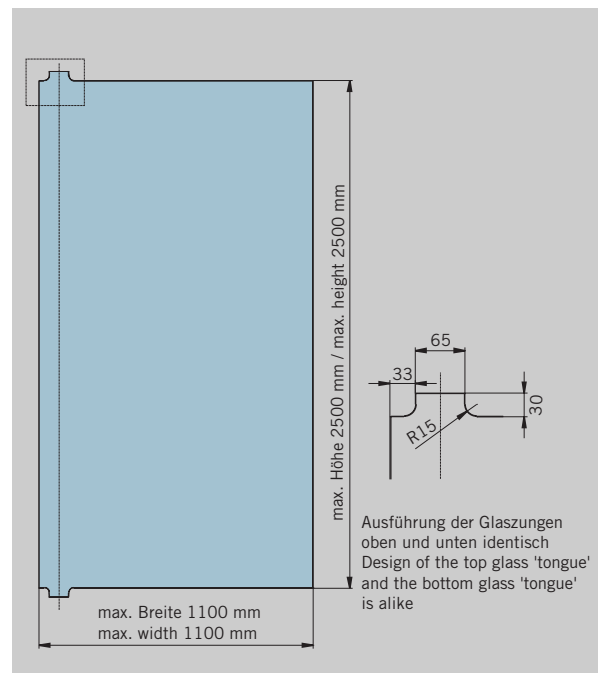 max. Höhe 2500 mm / max. height 2500 mm
65
33
30
R15
Ausführung der Glaszungen
oben und unten identisch
Design of the top glass 'tongue'
and the bottom glass 'tongue'
is alike
max. Breite 1100 mm
max. width 1100 mm